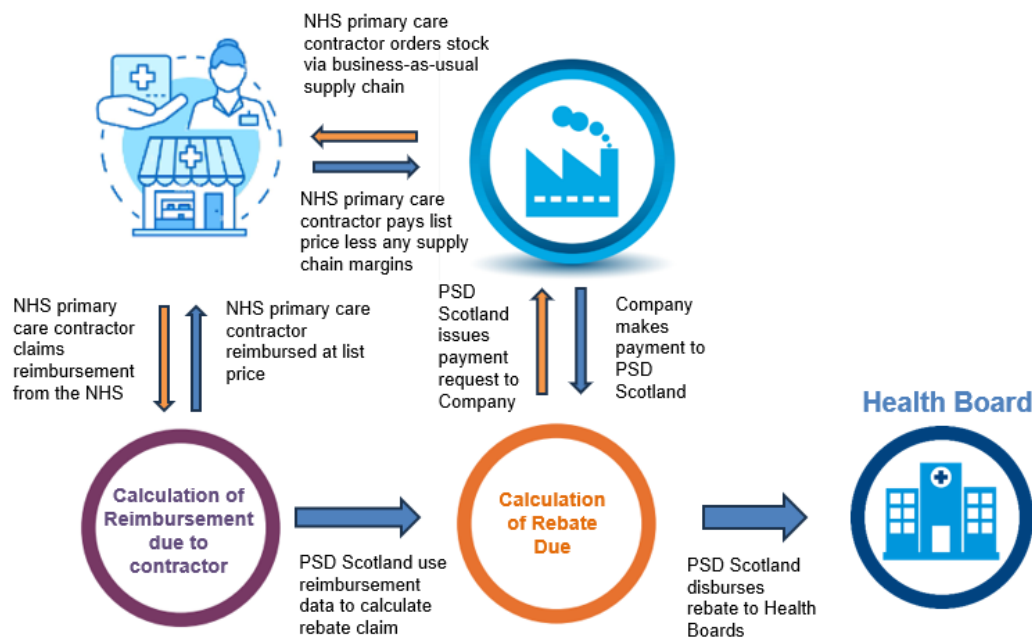 NHS primary care
contractor orders stock
via business-as-usual
supply chain
NHS primary care
contractor pays list
price less any supply
chain margins
NHS primary
care contractor
claims
reimbursement
from the NHS
NHS primary care
contractor
reimbursed at list
price
PSD
Scotland
issues
payment
request to
Company
Company
makes
payment to
PSD
Scotland
Health Board
Calculation of
Reimbursement
due to
contractor
PSD Scotland use
reimbursement
data to calculate
rebate claim
Calculation
of Rebate
Due
PSD Scotland
disburses
rebate to Health
Boards